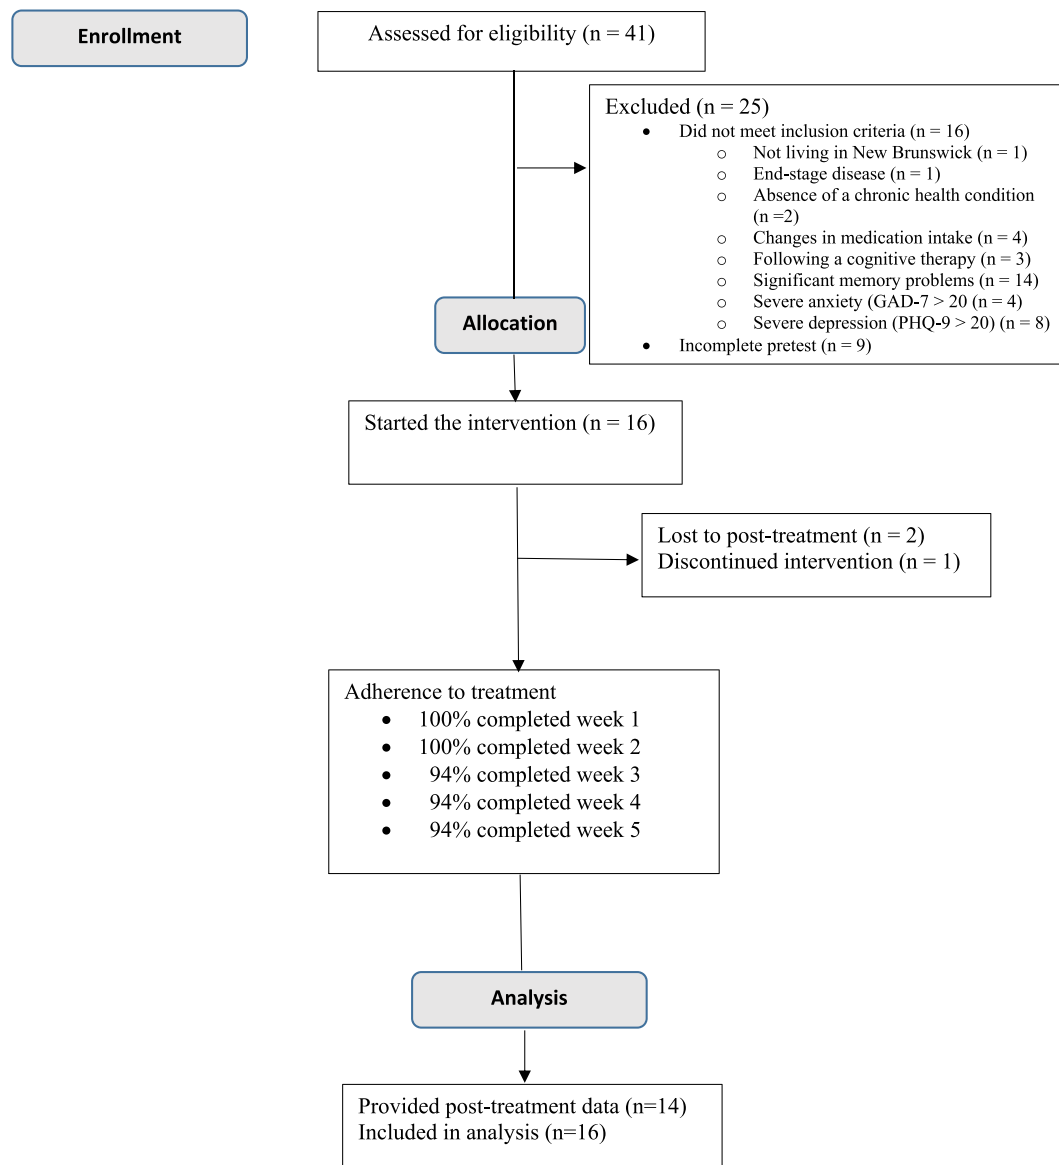 Enrollment
Assessed for eligibility (n = 41)
Excluded (n = 25)
• Did not meet inclusion criteria (n = 16)
o Not living in New Brunswick (n = 1)
o End-stage disease (n = 1)
o Absence of a chronic health condition
(n =2)
o Changes in medication intake (n = 4)
o Following a cognitive therapy (n = 3)
o Significant memory problems (n = 14)
o Severe anxiety (GAD-7 > 20 (n = 4)
o Severe depression (PHQ-9 > 20) (n = 8)
• Incomplete pretest (n = 9)
Allocation
Started the intervention (n = 16)
Lost to post-treatment (n = 2)
Discontinued intervention (n = 1)
Adherence to treatment
• 100% completed week 1
• 100% completed week 2
• 94% completed week 3
• 94% completed week 4
• 94% completed week 5
Analysis
Provided post-treatment data (n=14)
Included in analysis (n=16)